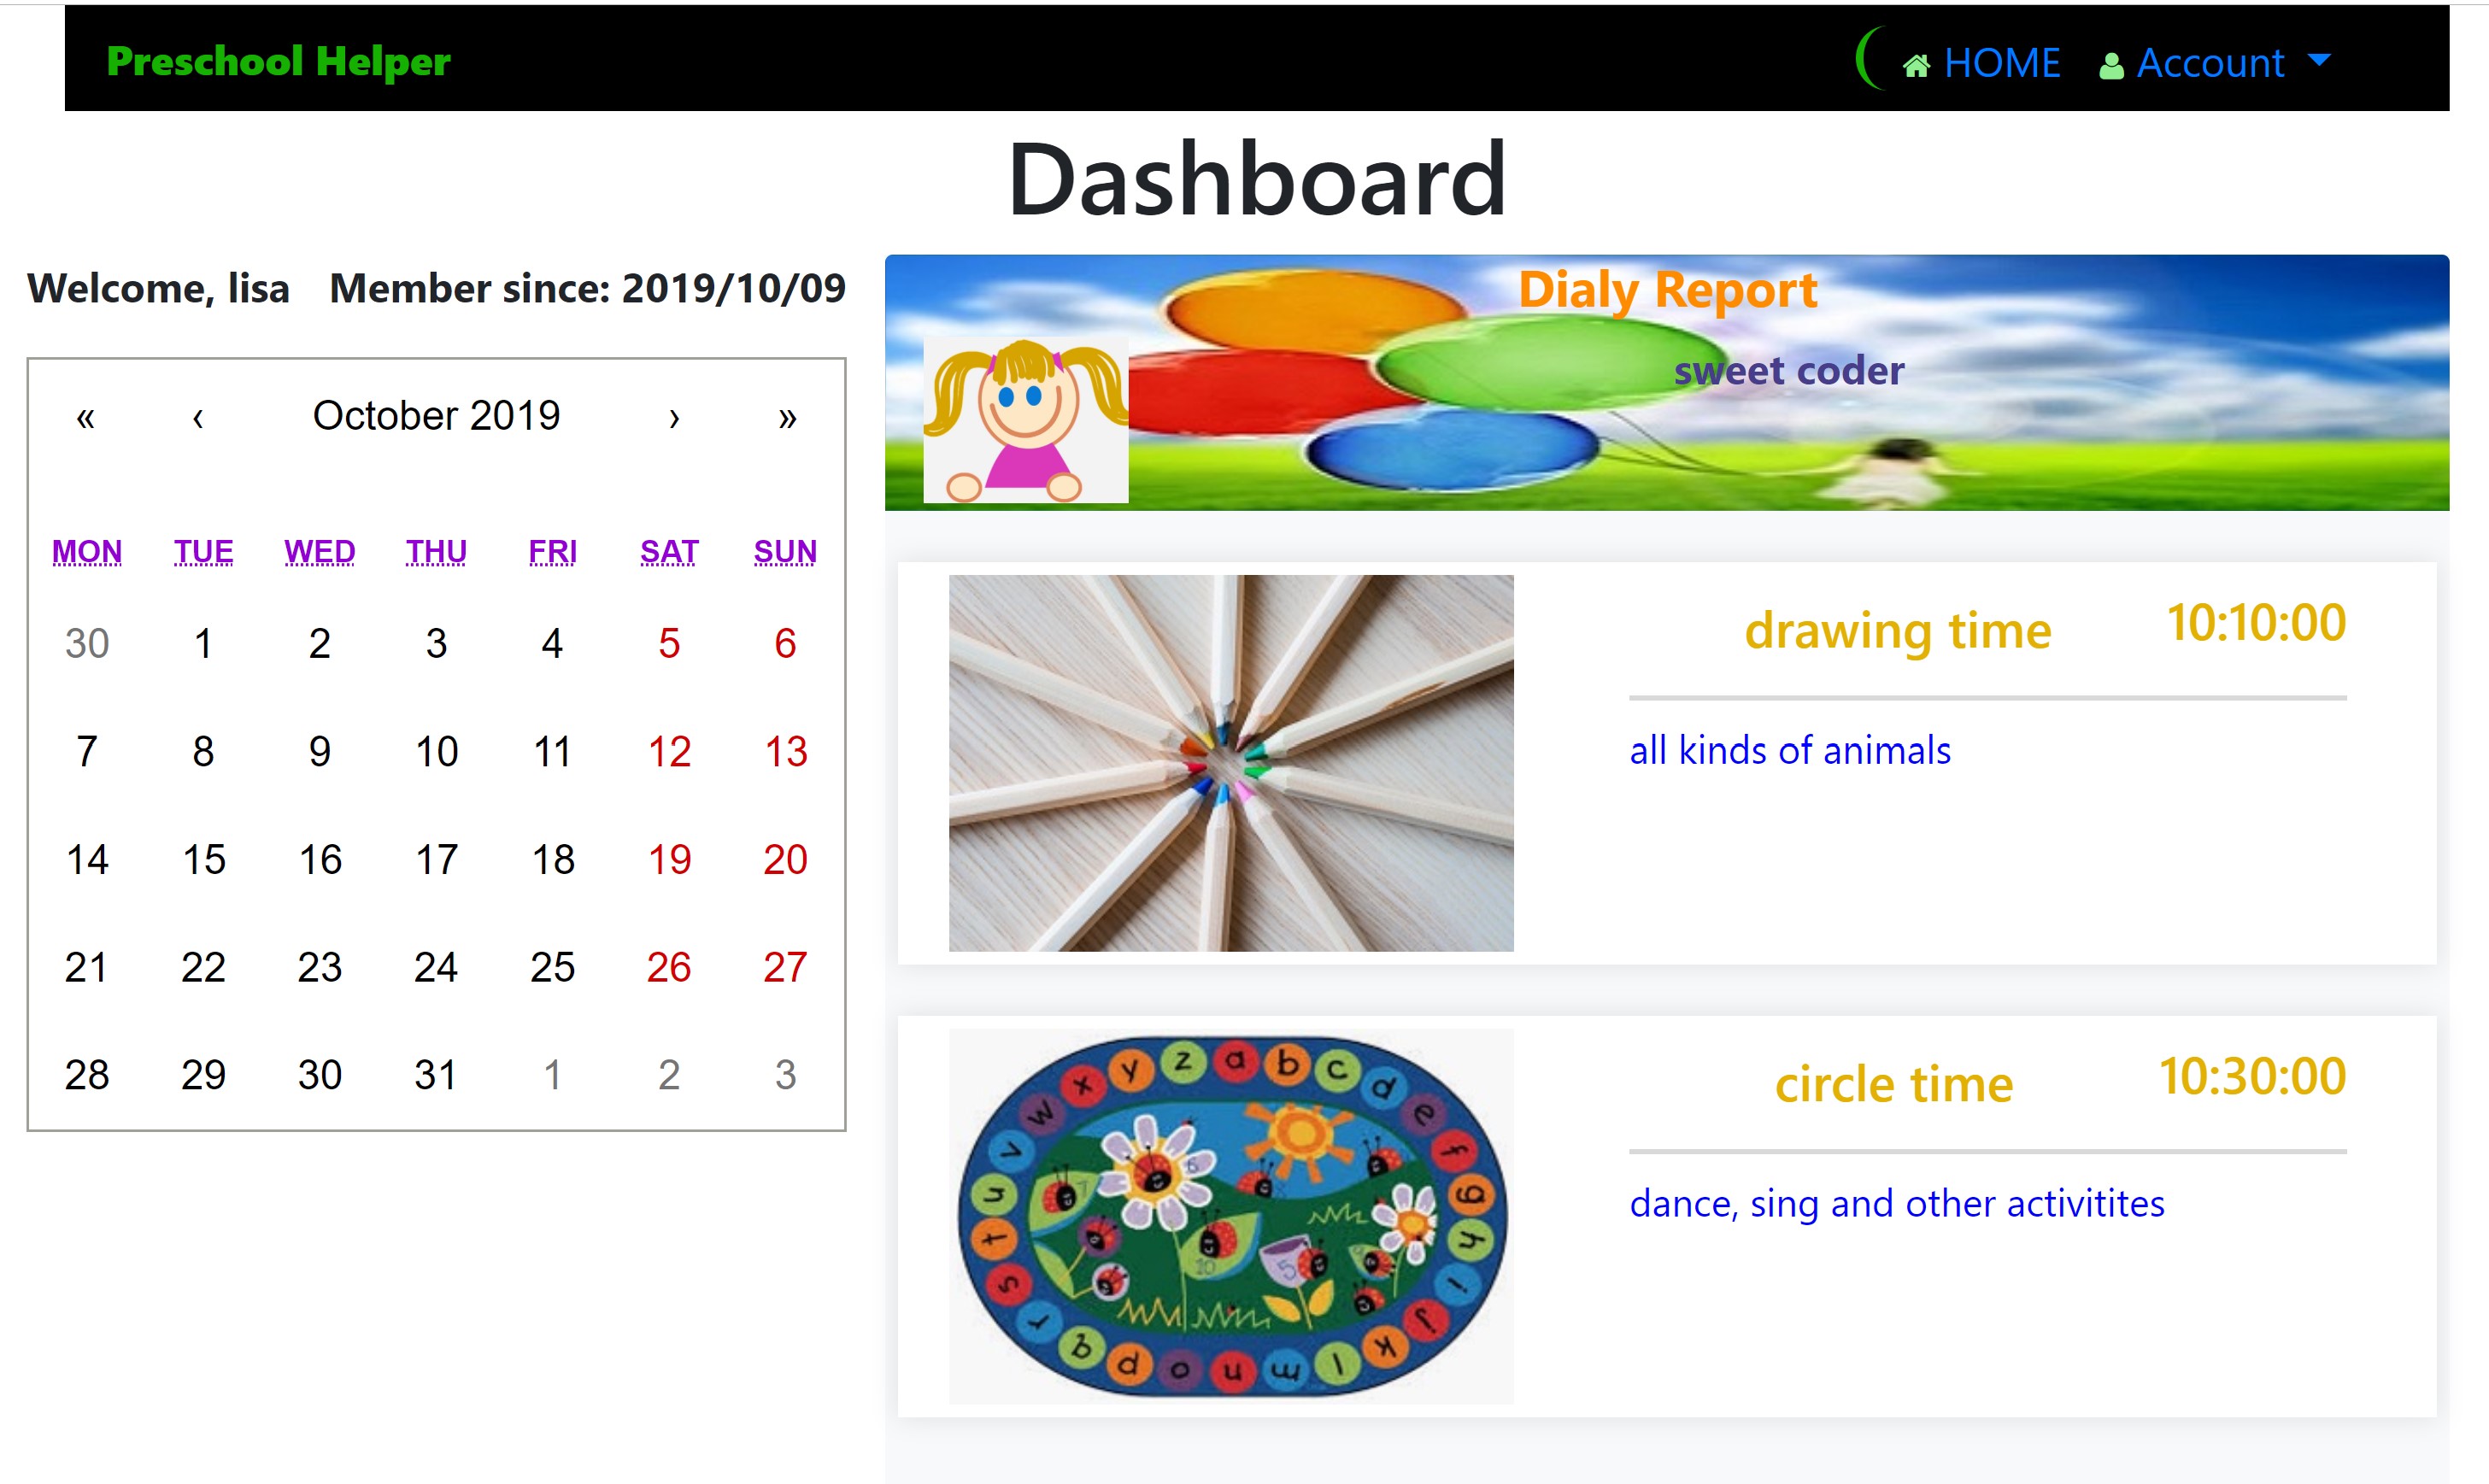 Preschool Helper HOME Account
Dashboard
Welcome, lisa Member since: 2019/10/09
« ‹ October 2019 › »
MON TUE WED THU FRI SAT SUN
30 1 2 3 4 5 6
7 8 9 10 11 12 13
14 15 16 17 18 19 20
21 22 23 24 25 26 27
28 29 30 31 1 2 3
Dialy Report
sweet coder
drawing time 10:10:00
all kinds of animals
a b c d e f g h i j k l m n o p q r s t u v w x y z
7
10
5
circle time 10:30:00
dance, sing and other activitites